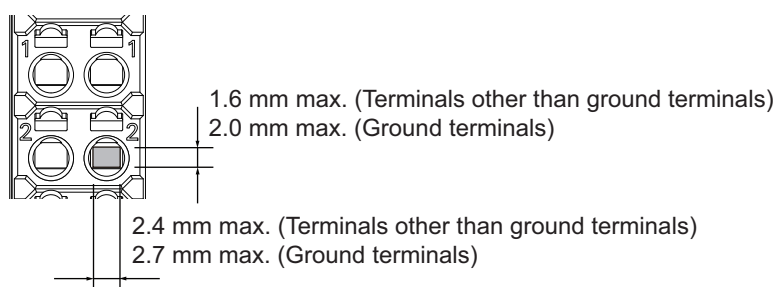 1 1
1.6 mm max. (Terminals other than ground terminals)
2.0 mm max. (Ground terminals)
2 2
2.4 mm max. (Terminals other than ground terminals)
2.7 mm max. (Ground terminals)